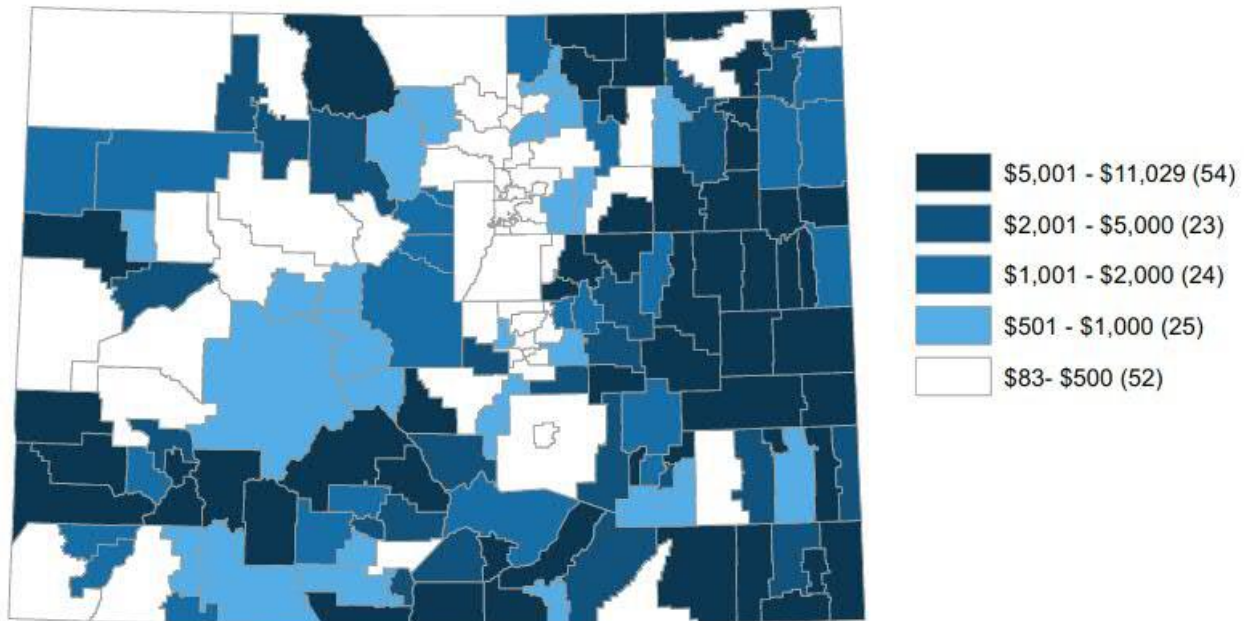 $5,001 - $11,029 (54)
$2,001 - $5,000 (23)
$1,001 - $2,000 (24)
$501 - $1,000 (25)
$83- $500 (52)